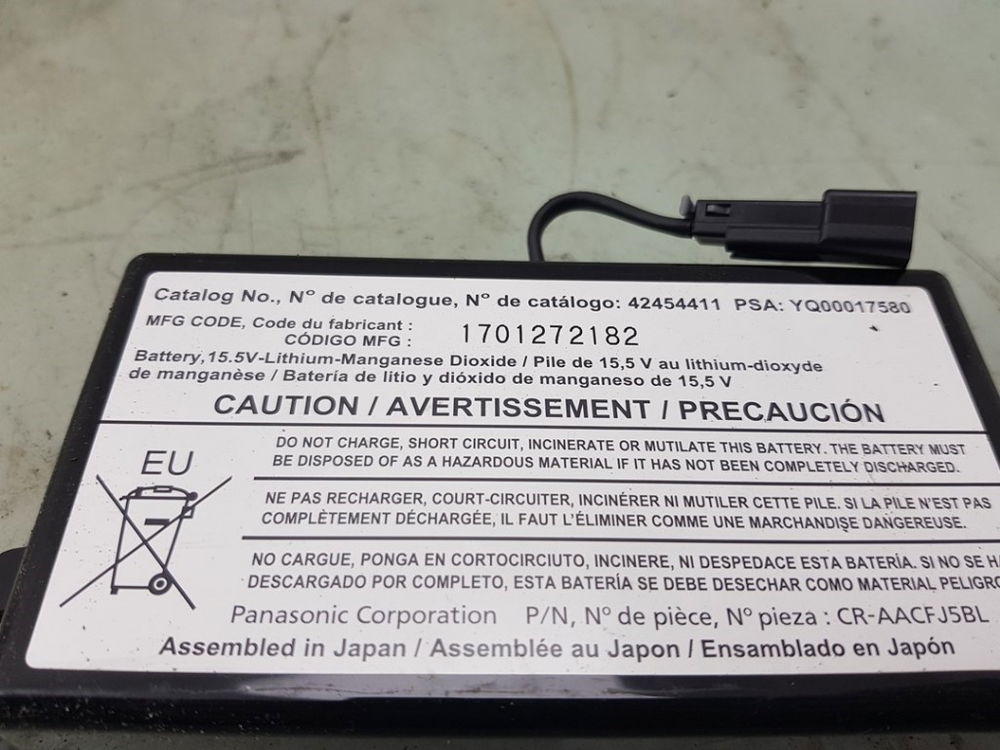 Catalog No., Nº de catalogue, Nº de catálogo: 42454411 PSA: YQ00017580
MFG CODE, Code du fabricant :
CÓDIGO MFG : 1701272182
Battery,15.5V-Lithium-Manganese Dioxide / Pile de 15,5 V au lithium-dioxyde
de manganèse / Batería de litio y dióxido de manganeso de 15,5 V
CAUTION / AVERTISSEMENT / PRECAUCIÓN
EU
DO NOT CHARGE, SHORT CIRCUIT, INCINERATE OR MUTILATE THIS BATTERY. THE BATTERY MUST
BE DISPOSED OF AS A HAZARDOUS MATERIAL IF IT HAS NOT BEEN COMPLETELY DISCHARGED.
NE PAS RECHARGER, COURT-CIRCUITER, INCINÉRER NI MUTILER CETTE PILE. SI LA PILE N'EST PAS
COMPLÈTEMENT DÉCHARGÉE, IL FAUT L'ÉLIMINER COMME UNE MARCHANDISE DANGEREUSE.
NO CARGUE, PONGA EN CORTOCIRCIUTO, INCINERE, NI DESPEDACE ESTA BATERÍA. SI NO SE HA
DESCARGADO POR COMPLETO, ESTA BATERÍA SE DEBE DESECHAR COMO MATERIAL PELIGRO
Panasonic Corporation P/N, Nº de pièce, Nº pieza : CR-AACFJ5BL
Assembled in Japan / Assemblée au Japon / Ensamblado en Japón